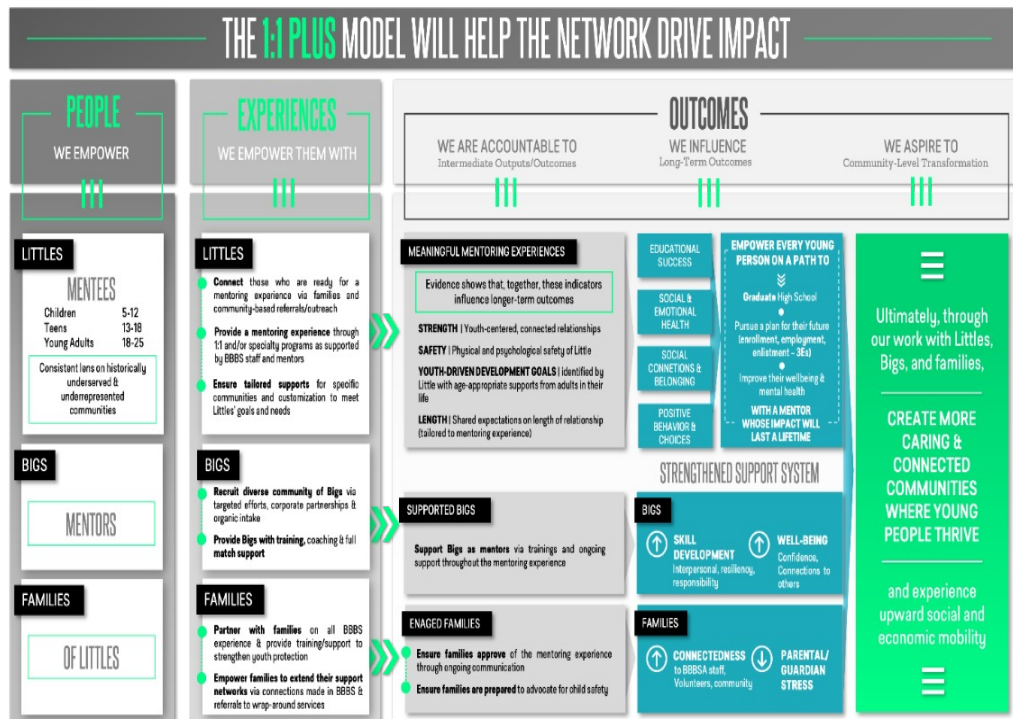 THE 1:1 PLUS MODEL WILL HELP THE NETWORK DRIVE IMPACT
PEOPLE
WE EMPOWER
EXPERIENCES
WE EMPOWER THEM WITH
OUTCOMES
WE ARE ACCOUNTABLE TO
Intermediate Outputs/Outcomes
WE INFLUENCE
Long-Term Outcomes
WE ASPIRE TO
Community-Level Transformation
LITTLES
MENTEES
Children 5-12
Teens 13-18
Young Adults 18-25
Consistent lens on historically
underserved &
underrepresented
communities
LITTLES
Connect those who are ready for a
mentoring experience via families and
community-based referrals/outreach
Provide a mentoring experience through
1:1 and/or specialty programs as supported
by BBBS staff and mentors
Ensure tailored supports for specific
communities and customization to meet
Littles' goals and needs
MEANINGFUL MENTORING EXPERIENCES
Evidence shows that, together, these indicators
influence longer-term outcomes
STRENGTH | Youth-centered, connected relationships
SAFETY | Physical and psychological safety of Little
YOUTH-DRIVEN DEVELOPMENT GOALS | identified by
Little with age-appropriate supports from adults in their
life
LENGTH | Shared expectations on length of relationship
(tailored to mentoring experience)
EDUCATIONAL
SUCCESS
SOCIAL &
EMOTIONAL
HEALTH
SOCIAL
CONNETIONS &
BELONGING
POSITIVE
BEHAVIOR &
CHOICES
EMPOWER EVERY YOUNG
PERSON ON A PATH TO
Graduate High School
Pursue a plan for their future
(enrollment, employment,
enlistment – 3Es)
Improve their wellbeing &
mental health
WITH A MENTOR
WHOSE IMPACT WILL
LAST A LIFETIME
Ultimately, through
our work with Littles,
Bigs, and families,
CREATE MORE
CARING &
CONNECTED
COMMUNITIES
WHERE YOUNG
PEOPLE THRIVE
and experience
upward social and
economic mobility
STRENGTHENED SUPPORT SYSTEM
BIGS
MENTORS
BIGS
Recruit diverse community of Bigs via
targeted efforts, corporate partnerships &
organic intake
Provide Bigs with training, coaching & full
match support
SUPPORTED BIGS
Support Bigs as mentors via trainings and ongoing
support throughout the mentoring experience
BIGS
SKILL
DEVELOPMENT
Interpersonal, resiliency,
responsibility
WELL-BEING
Confidence,
Connections to
others
FAMILIES
OF LITTLES
FAMILIES
Partner with families on all BBBS
experience & provide training/support to
strengthen youth protection
Empower families to extend their support
networks via connections made in BBBS &
referrals to wrap-around services
ENAGED FAMILIES
Ensure families approve of the mentoring experience
through ongoing communication
Ensure families are prepared to advocate for child safety
FAMILIES
CONNECTEDNESS
to BBBSA staff,
Volunteers, community
PARENTAL/
GUARDIAN
STRESS